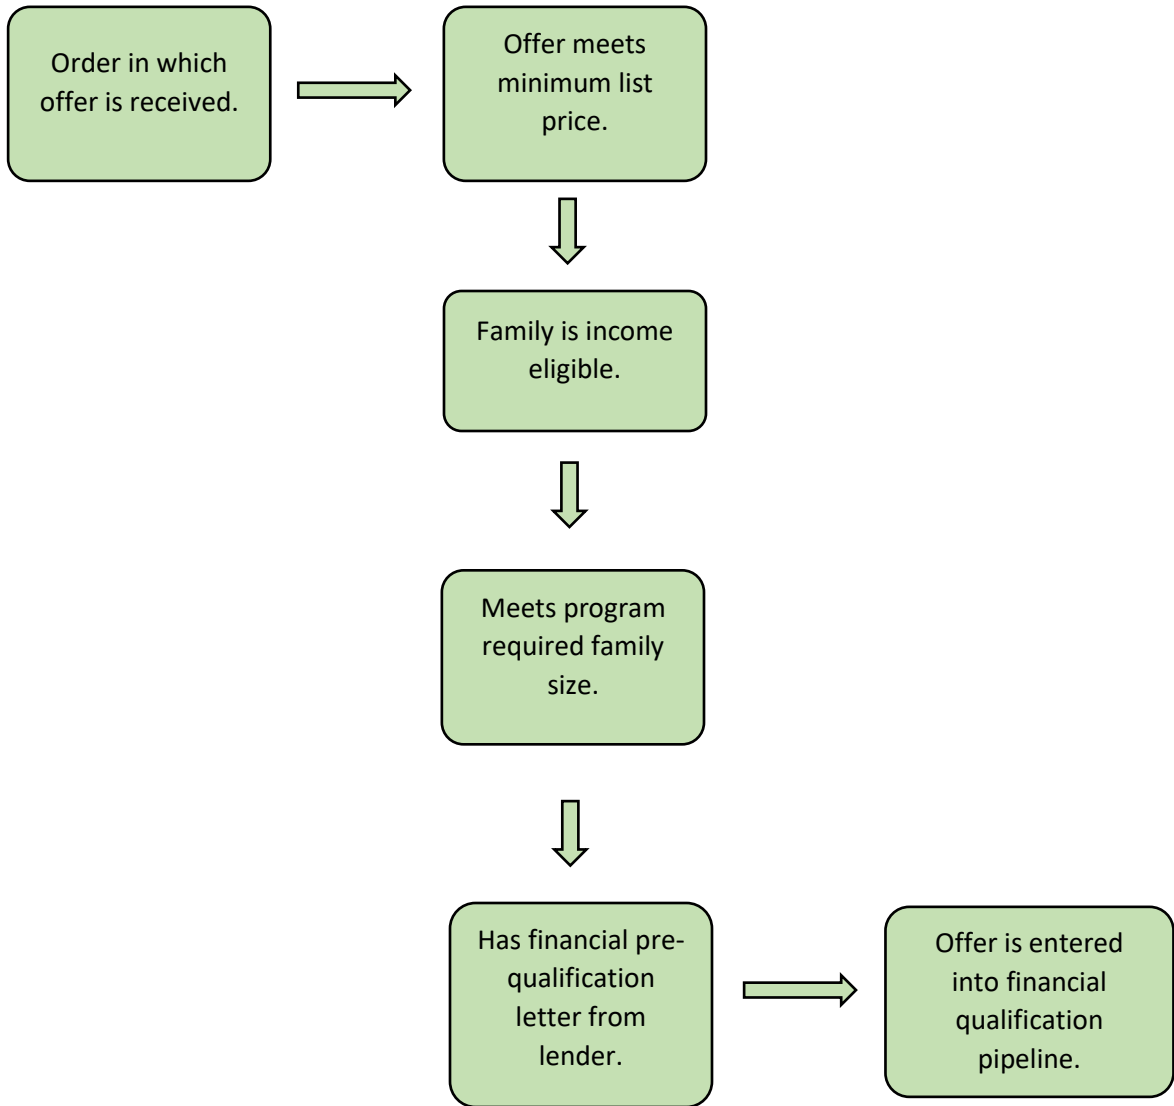 Order in which
offer is received.
Offer meets
minimum list
price.
Family is income
eligible.
Meets program
required family
size.
Has financial pre-
qualification
letter from
lender.
Offer is entered
into financial
qualification
pipeline.